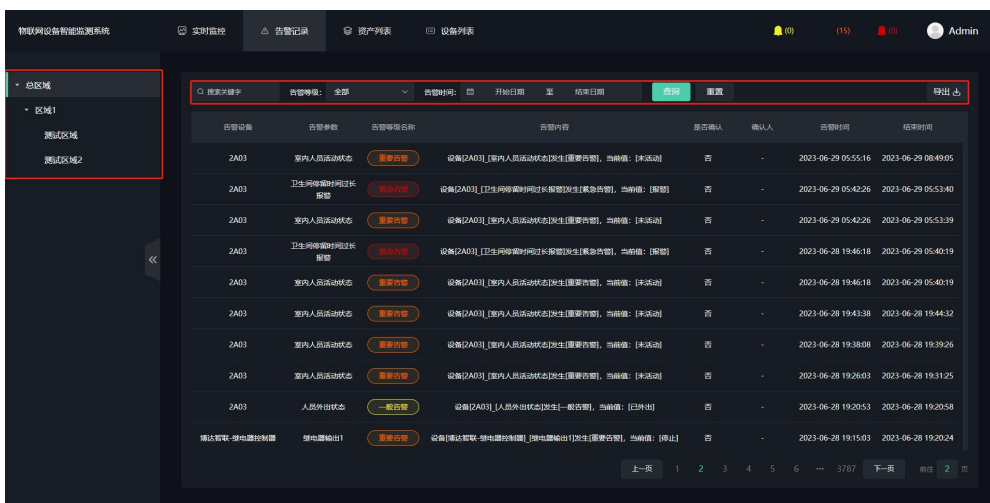 物联网设备智能监测系统 实时监控 告警记录 资产列表 设备列表 (0) (15) (0) Admin
总区域
区域1
测试区域
测试区域2
搜索关键字 告警等级： 全部 告警时间： 开始日期 至 结束日期 查询 重置 导出
告警设备 告警参数 告警等级名称 告警内容 是否确认 确认人 告警时间 结束时间
2A03 室内人员活动状态 重要告警 设备[2A03]_[室内人员活动状态]发生[重要告警]，当前值：[未活动] 否 - 2023-06-29 05:55:16 2023-06-29 08:49:05
2A03 卫生间停留时间过长报警 紧急告警 设备[2A03]_[卫生间停留时间过长报警]发生[紧急告警]，当前值：[报警] 否 - 2023-06-29 05:42:26 2023-06-29 05:53:40
2A03 室内人员活动状态 重要告警 设备[2A03]_[室内人员活动状态]发生[重要告警]，当前值：[未活动] 否 - 2023-06-29 05:42:26 2023-06-29 05:53:39
2A03 卫生间停留时间过长报警 紧急告警 设备[2A03]_[卫生间停留时间过长报警]发生[紧急告警]，当前值：[报警] 否 - 2023-06-28 19:46:18 2023-06-29 05:40:19
2A03 室内人员活动状态 重要告警 设备[2A03]_[室内人员活动状态]发生[重要告警]，当前值：[未活动] 否 - 2023-06-28 19:46:18 2023-06-29 05:40:19
2A03 室内人员活动状态 重要告警 设备[2A03]_[室内人员活动状态]发生[重要告警]，当前值：[未活动] 否 - 2023-06-28 19:43:38 2023-06-28 19:44:32
2A03 室内人员活动状态 重要告警 设备[2A03]_[室内人员活动状态]发生[重要告警]，当前值：[未活动] 否 - 2023-06-28 19:38:08 2023-06-28 19:39:26
2A03 室内人员活动状态 重要告警 设备[2A03]_[室内人员活动状态]发生[重要告警]，当前值：[未活动] 否 - 2023-06-28 19:26:03 2023-06-28 19:31:25
2A03 人员外出状态 一般告警 设备[2A03]_[人员外出状态]发生[一般告警]，当前值：[已外出] 否 - 2023-06-28 19:20:53 2023-06-28 19:20:58
博达智联-继电器控制器 继电器输出1 重要告警 设备[博达智联-继电器控制器]_[继电器输出1]发生[重要告警]，当前值：[停止] 否 - 2023-06-28 19:15:03 2023-06-28 19:20:24
上一页 1 2 3 4 5 6 ··· 3787 下一页 前往 2 页